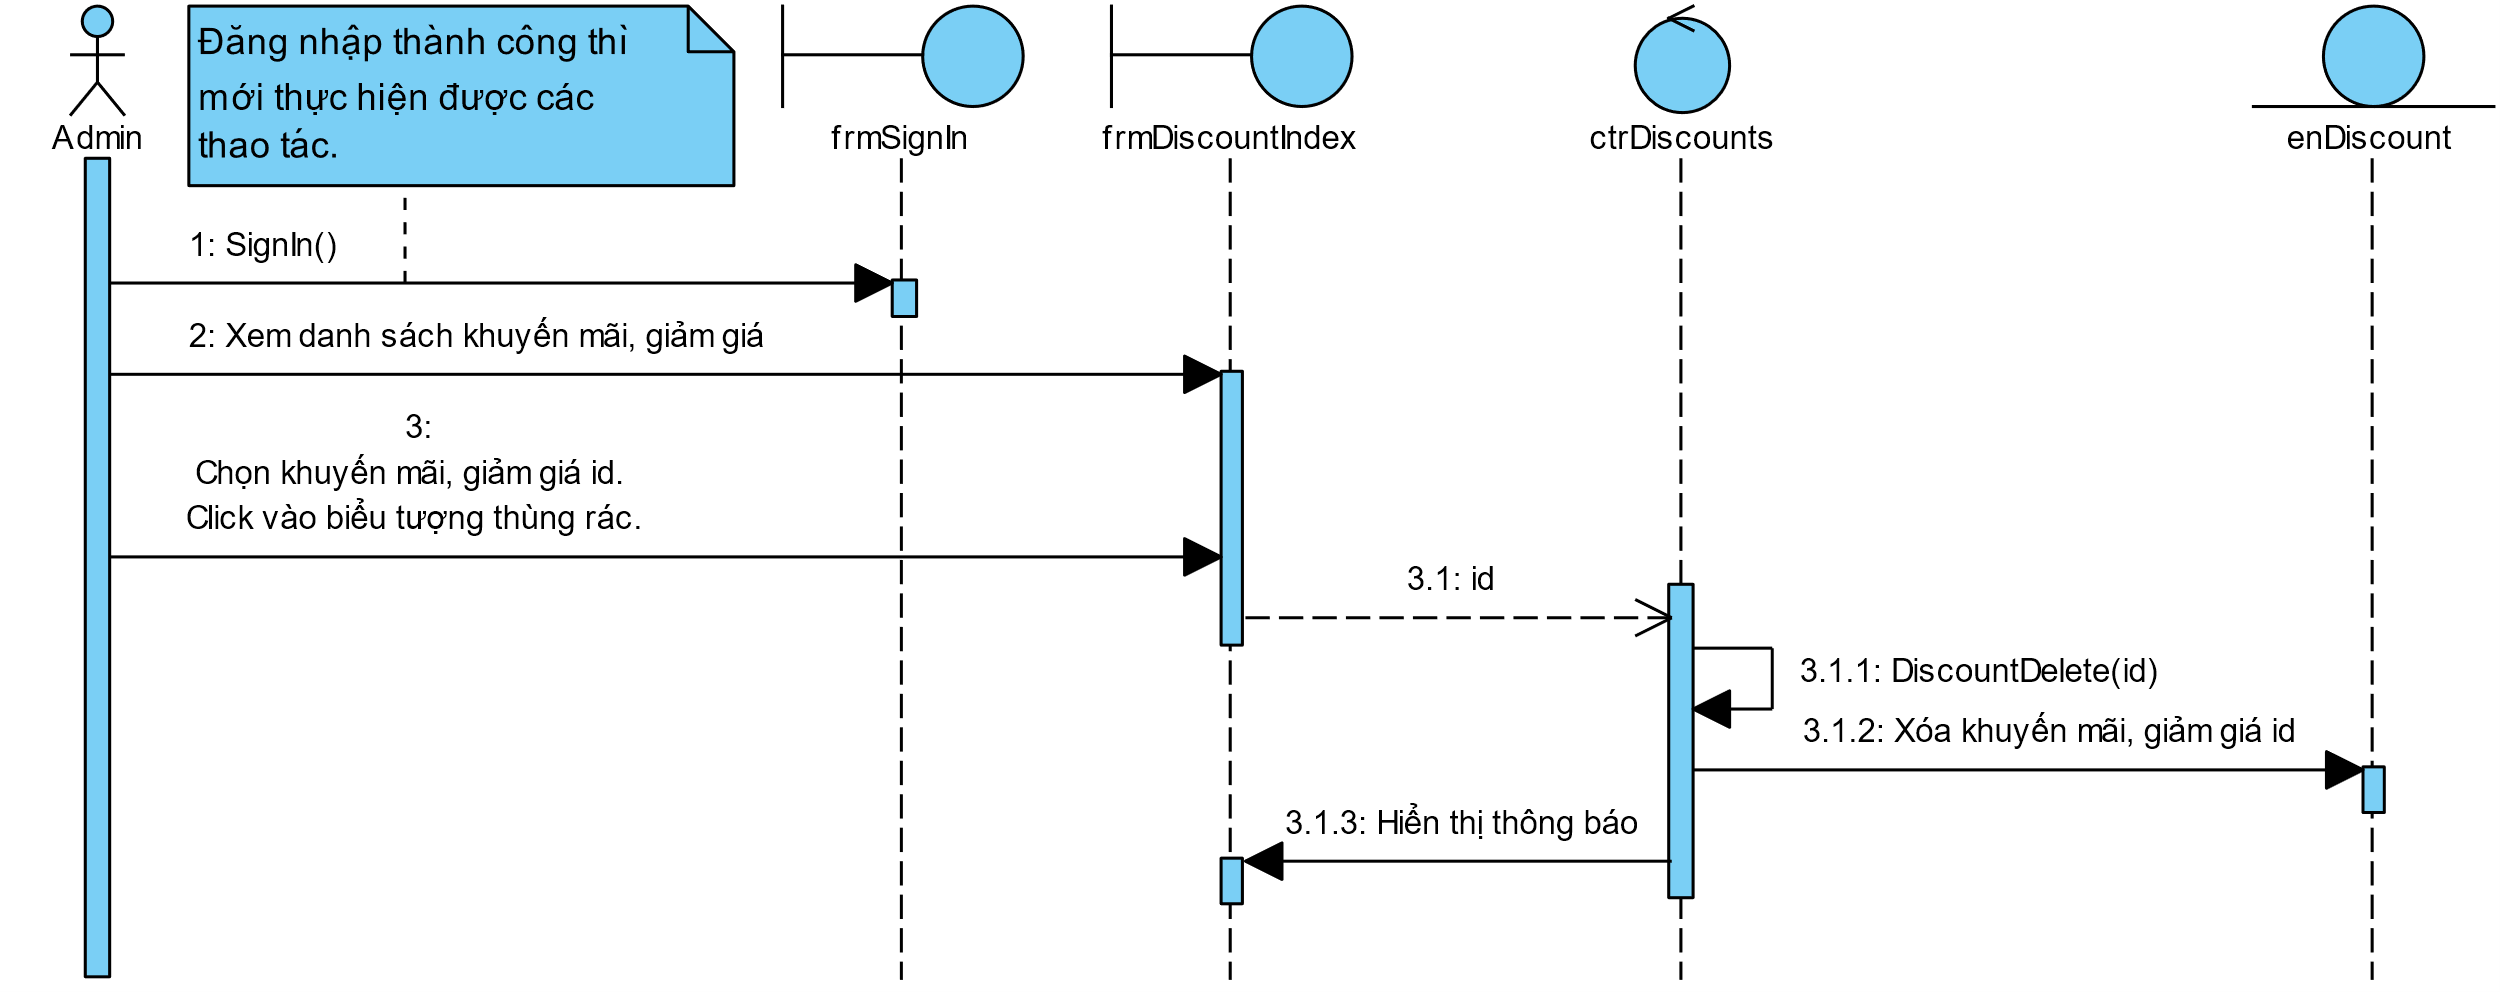 Đăng nhập thành công thì
mới thực hiện được các
thao tác.
Admin
frmSignIn
frmDiscountIndex
ctrDiscounts
enDiscount
1: SignIn()
2: Xem danh sách khuyến mãi, giảm giá
3:
Chọn khuyến mãi, giảm giá id.
Click vào biểu tượng thùng rác.
3.1: id
3.1.1: DiscountDelete(id)
3.1.2: Xóa khuyến mãi, giảm giá id
3.1.3: Hiển thị thông báo